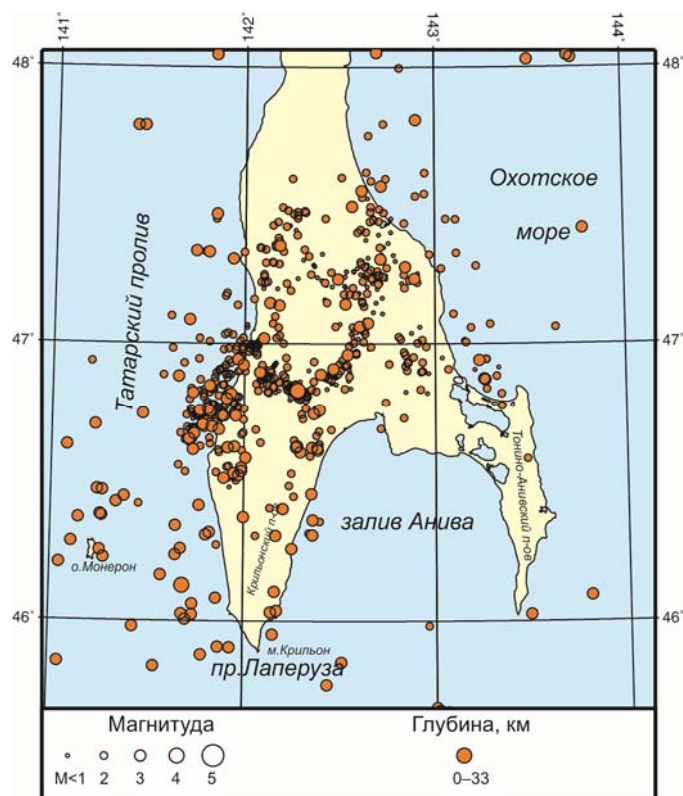 141° 142° 143° 144°
48° 48°
Охотское
море
Татарский пролив
47° 47°
Тонино-Анивский п-ов
залив Анива
Крильонский п-ов
о.Монерон
46° 46°
м.Крильон
пр.Лаперуза
Магнитуда Глубина, км
М<1 2 3 4 5 0–33